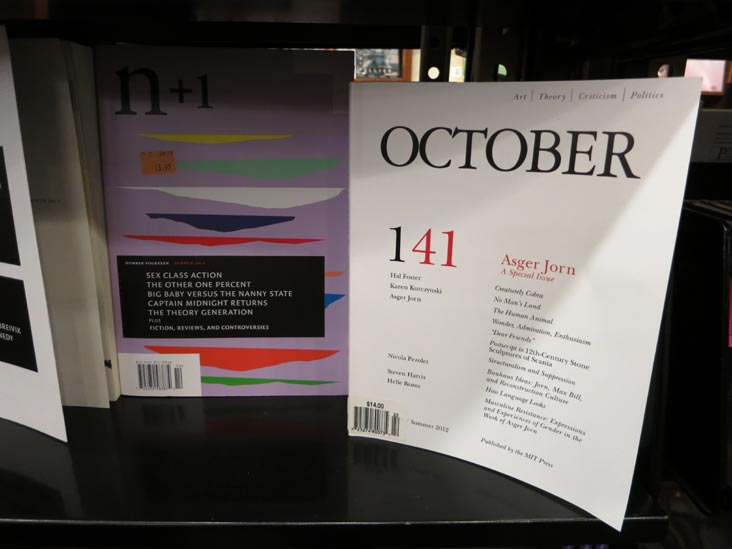 n+1
13.95
NUMBER FOURTEEN SUMMER 2012
SEX CLASS ACTION
THE OTHER ONE PERCENT
BIG BABY VERSUS THE NANNY STATE
CAPTAIN MIDNIGHT RETURNS
THE THEORY GENERATION
PLUS
FICTION, REVIEWS, AND CONTROVERSIES
Art | Theory | Criticism | Politics
OCTOBER
141
Hal Foster
Karen Kurczynski
Asger Jorn
Nicola Pezolet
Steven Harris
Helle Brøns
Asger Jorn
A Special Issue
Creaturely Cobra
No Man's Land
The Human Animal
Wonder, Admiration, Enthusiasm
"Dear Friends"
Postscript to 12th-Century Stone
Sculptures of Scania
Structuralism and Suppression
Bauhaus Ideas: Jorn, Max Bill,
and Reconstruction Culture
How Language Looks
Masculine Resistance: Expressions
and Experiences of Gender in the
Work of Asger Jorn
$14.00
Summer 2012
Published by the MIT Press
BREIVIK
NEDY